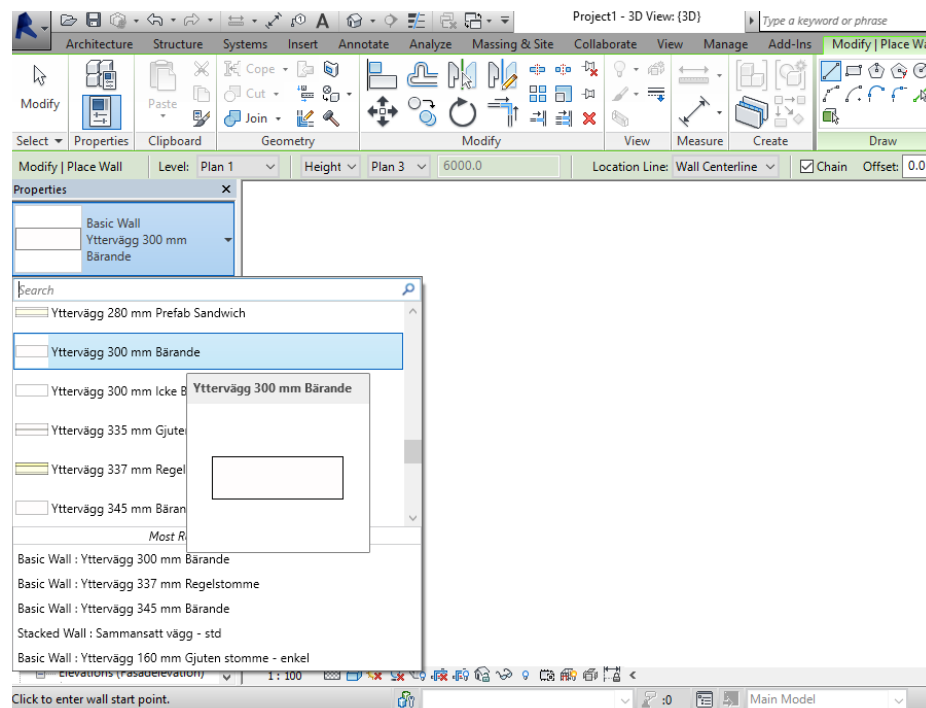 Project1 - 3D View: {3D}
Type a keyword or phrase
Architecture Structure Systems Insert Annotate Analyze Massing & Site Collaborate View Manage Add-Ins Modify | Place Wa
Modify
Cope
Cut
Join
Paste
Select Properties Clipboard Geometry Modify View Measure Create Draw
Modify | Place Wall Level: Plan 1 Height Plan 3 6000.0 Location Line: Wall Centerline Chain Offset: 0.0
Properties
Basic Wall
Yttervägg 300 mm
Bärande
Search
Yttervägg 280 mm Prefab Sandwich
Yttervägg 300 mm Bärande
Yttervägg 300 mm Icke B
Yttervägg 300 mm Bärande
Yttervägg 335 mm Gjute
Yttervägg 337 mm Regel
Yttervägg 345 mm Bäran
Most R
Basic Wall : Yttervägg 300 mm Bärande
Basic Wall : Yttervägg 337 mm Regelstomme
Basic Wall : Yttervägg 345 mm Bärande
Stacked Wall : Sammansatt vägg - std
Basic Wall : Yttervägg 160 mm Gjuten stomme - enkel
Elevations (Fasadelevation)
1 : 100
Click to enter wall start point.
:0
Main Model